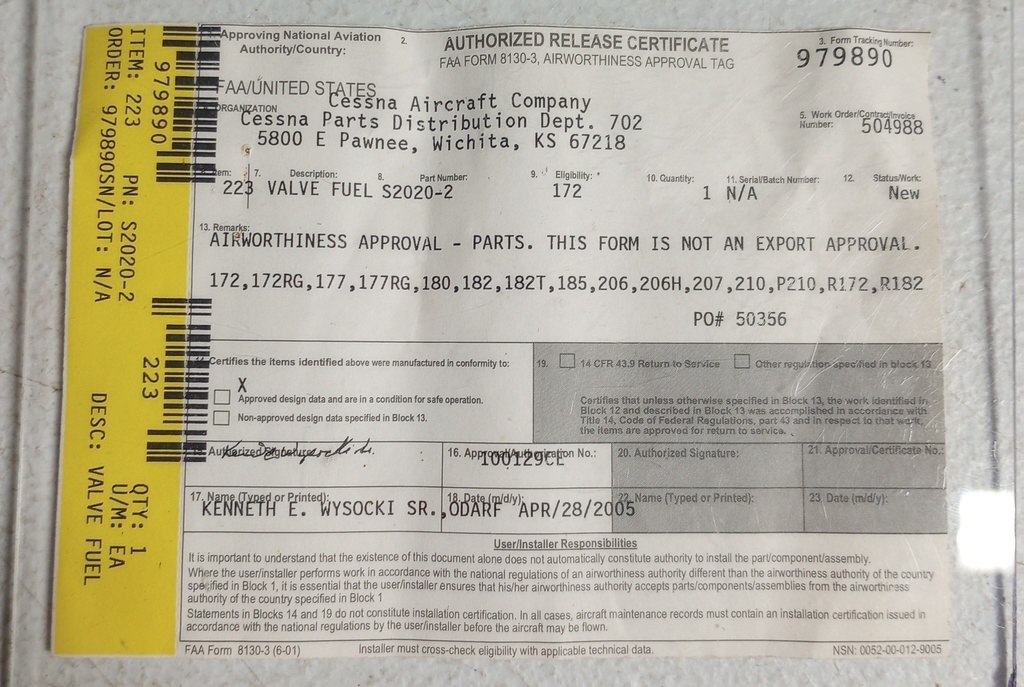 1. Approving National Aviation Authority/Country:
2.
AUTHORIZED RELEASE CERTIFICATE
FAA FORM 8130-3, AIRWORTHINESS APPROVAL TAG
3. Form Tracking Number:
979890
FAA/UNITED STATES
ORGANIZATION
Cessna Aircraft Company
Cessna Parts Distribution Dept. 702
5800 E Pawnee, Wichita, KS 67218
5. Work Order/Contract/Invoice Number:
504988
Item: 7. Description: 8. Part Number: 9. Eligibility: * 10. Quantity: 11. Serial/Batch Number: 12. Status/Work:
223 VALVE FUEL S2020-2 172 1 N/A New
13. Remarks:
AIRWORTHINESS APPROVAL - PARTS. THIS FORM IS NOT AN EXPORT APPROVAL.
172,172RG,177,177RG,180,182,182T,185,206,206H,207,210,P210,R172,R182
PO# 50356
14. Certifies the items identified above were manufactured in conformity to:
X
Approved design data and are in a condition for safe operation.
Non-approved design data specified in Block 13.
19. 14 CFR 43.9 Return to Service Other regulation specified in block 13
Certifies that unless otherwise specified in Block 13, the work identified in
Block 12 and described in Block 13 was accomplished in accordance with
Title 14, Code of Federal Regulations, part 43 and in respect to that work,
the items are approved for return to service.
15. Authorized Signature:
16. Approval/Authorization No.:
100129CE
20. Authorized Signature:
21. Approval/Certificate No.:
17. Name (Typed or Printed):
KENNETH E. WYSOCKI SR.,ODARF
18. Date (m/d/y):
APR/28/2005
22. Name (Typed or Printed):
23. Date (m/d/y):
User/Installer Responsibilities
It is important to understand that the existence of this document alone does not automatically constitute authority to install the part/component/assembly.
Where the user/installer performs work in accordance with the national regulations of an airworthiness authority different than the airworthiness authority of the country
specified in Block 1, it is essential that the user/installer ensures that his/her airworthiness authority accepts parts/components/assemblies from the airworthiness
authority of the country specified in Block 1
Statements in Blocks 14 and 19 do not constitute installation certification. In all cases, aircraft maintenance records must contain an installation certification issued in
accordance with the national regulations by the user/installer before the aircraft may be flown.
FAA Form 8130-3 (6-01) Installer must cross-check eligibility with applicable technical data. NSN: 0052-00-012-9005
979890
223
ITEM: 223 PN: S2020-2 QTY: 1
ORDER: 979890SN/LOT: N/A U/M: EA
DESC: VALVE FUEL